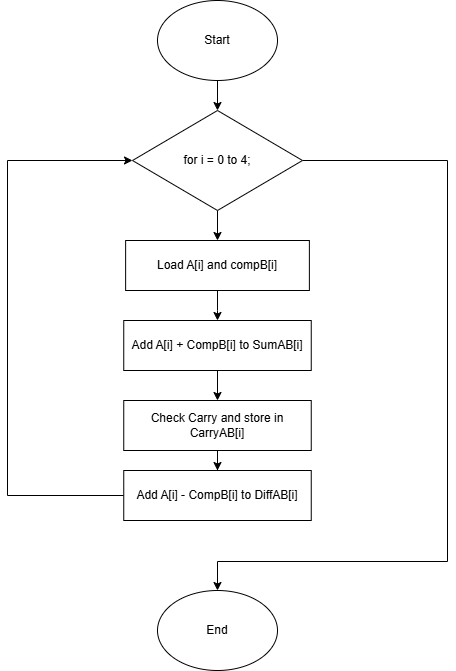 Start
for i = 0 to 4;
Load A[i] and compB[i]
Add A[i] + CompB[i] to SumAB[i]
Check Carry and store in
CarryAB[i]
Add A[i] - CompB[i] to DiffAB[i]
End